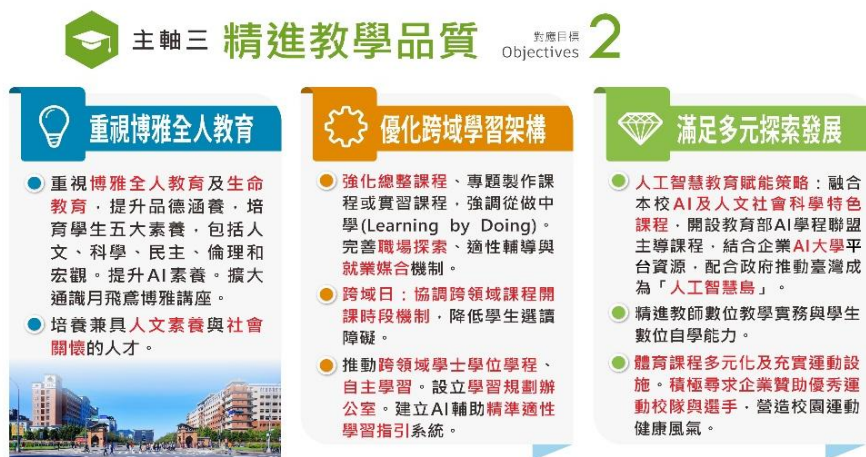 主軸三 精進教學品質 對應目標 Objectives 2
重視博雅全人教育
重視博雅全人教育及生命
教育，提升品德涵養，培
育學生五大素養，包括人
文、科學、民主、倫理和
宏觀。提升AI素養。擴大
通識月飛鳶博雅講座。
培養兼具人文素養與社會
關懷的人才。
優化跨域學習架構
強化總整課程、專題製作課
程或實習課程，強調從做中
學(Learning by Doing)。
完善職場探索、適性輔導與
就業媒合機制。
跨域日：協調跨領域課程開
課時段機制，降低學生選讀
障礙。
推動跨領域學士學位學程、
自主學習。設立學習規劃辦
公室。建立AI輔助精準適性
學習指引系統。
滿足多元探索發展
人工智慧教育賦能策略：融合
本校AI及人文社會科學特色
課程，開設教育部AI學程聯盟
主導課程，結合企業AI大學平
台資源，配合政府推動臺灣成
為「人工智慧島」。
精進教師數位教學實務與學生
數位自學能力。
體育課程多元化及充實運動設
施。積極尋求企業贊助優秀運
動校隊與選手，營造校園運動
健康風氣。